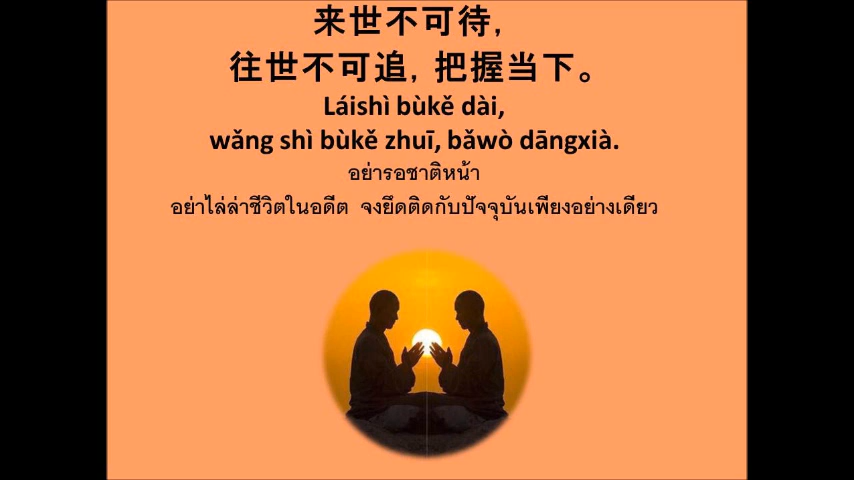 来世不可待，
往世不可追，把握当下。
Láishì bùkě dài,
wǎng shì bùkě zhuī, bǎwò dāngxià.
อย่ารอชาติหน้า
อย่าไล่ล่าชีวิตในอดีต จงยึดติดกับปัจจุบันเพียงอย่างเดียว